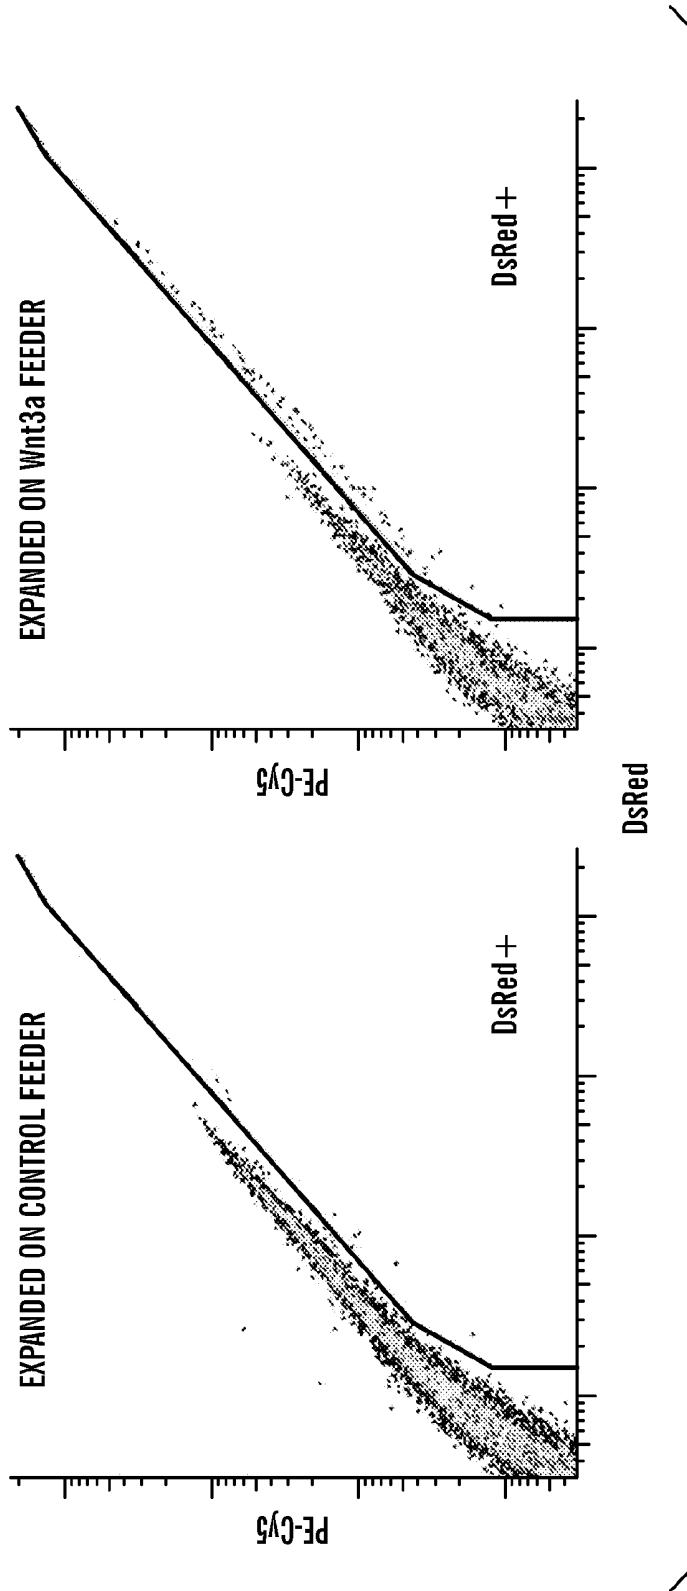 EXPANDED ON CONTROL FEEDER
EXPANDED ON Wnt3a FEEDER
PE-Cy5
DsRed+
PE-Cy5
DsRed+
DsRed